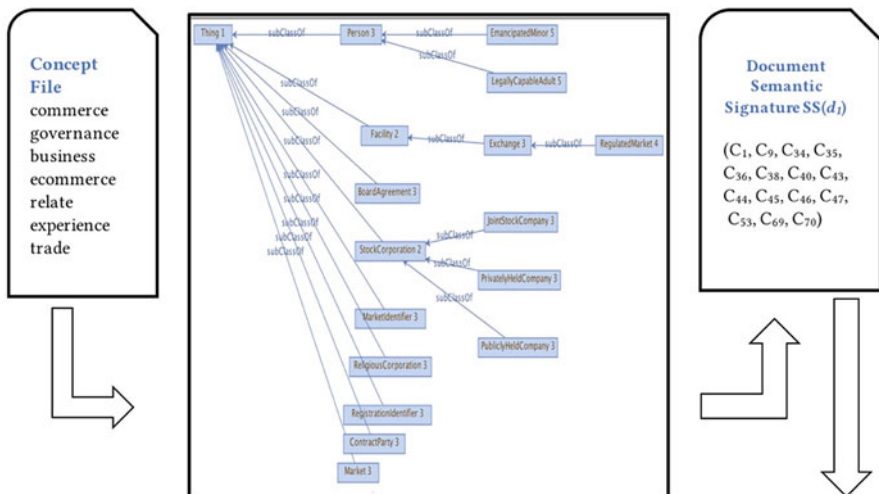 Concept
File
commerce
governance
business
ecommerce
relate
experience
trade
Thing 1
subClassOf
Person 3
subClassOf
EmancipatedMinor 5
subClassOf
LegallyCapableAdult 5
subClassOf
Facility 2
subClassOf
Exchange 3
subClassOf
RegulatedMarket 4
subClassOf
BoardAgreement 3
subClassOf
StockCorporation 2
subClassOf
JointStockCompany 3
subClassOf
PrivatelyHeldCompany 3
subClassOf
PubliclyHeldCompany 3
subClassOf
MarketIdentifier 3
subClassOf
ReligiousCorporation 3
subClassOf
RegistrationIdentifier 3
subClassOf
ContractParty 3
subClassOf
Market 3
Document
Semantic
Signature SS(d₁)
(C₁, C₉, C₃₄, C₃₅,
C₃₆, C₃₈, C₄₀, C₄₃,
C₄₄, C₄₅, C₄₆, C₄₇,
C₅₃, C₆₉, C₇₀)